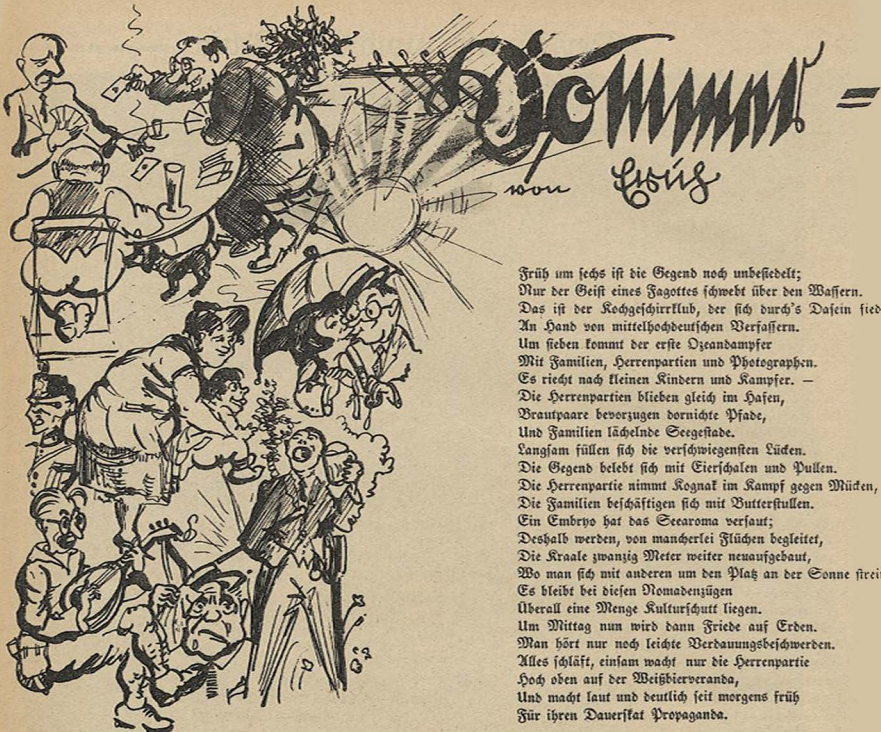 Sommer =
von Erich
Früh um sechs ist die Gegend noch unbesiedelt;
Nur der Geist eines Fagottes schwebt über den Wassern.
Das ist der Kochgeschirrklub, der sich durch's Dasein fied
An Hand von mittelhochdeutschen Verfassern.
Um sieben kommt der erste Ozeandampfer
Mit Familien, Herrenpartien und Photographen.
Es riecht nach kleinen Kindern und Kampfer. —
Die Herrenpartien blieben gleich im Hafen,
Brautpaare bevorzugen dornichte Pfade,
Und Familien lächelnde Seegestade.
Langsam füllen sich die verschwiegensten Lücken.
Die Gegend belebt sich mit Eierschalen und Pullen.
Die Herrenpartie nimmt Kognak im Kampf gegen Mücken,
Die Familien beschäftigen sich mit Butterstullen.
Ein Embryo hat das Seearoma versaut;
Deshalb werden, von mancherlei Flüchen begleitet,
Die Kraale zwanzig Meter weiter neuaufgebaut,
Wo man sich mit anderen um den Platz an der Sonne strei
Es bleibt bei diesen Nomadenzügen
Überall eine Menge Kulturschutt liegen.
Um Mittag nun wird dann Friede auf Erden.
Man hört nur noch leichte Verdauungsbeschwerden.
Alles schläft, einsam wacht nur die Herrenpartie
Hoch oben auf der Weißbierveranda,
Und macht laut und deutlich seit morgens früh
Für ihren Dauerskat Propaganda.